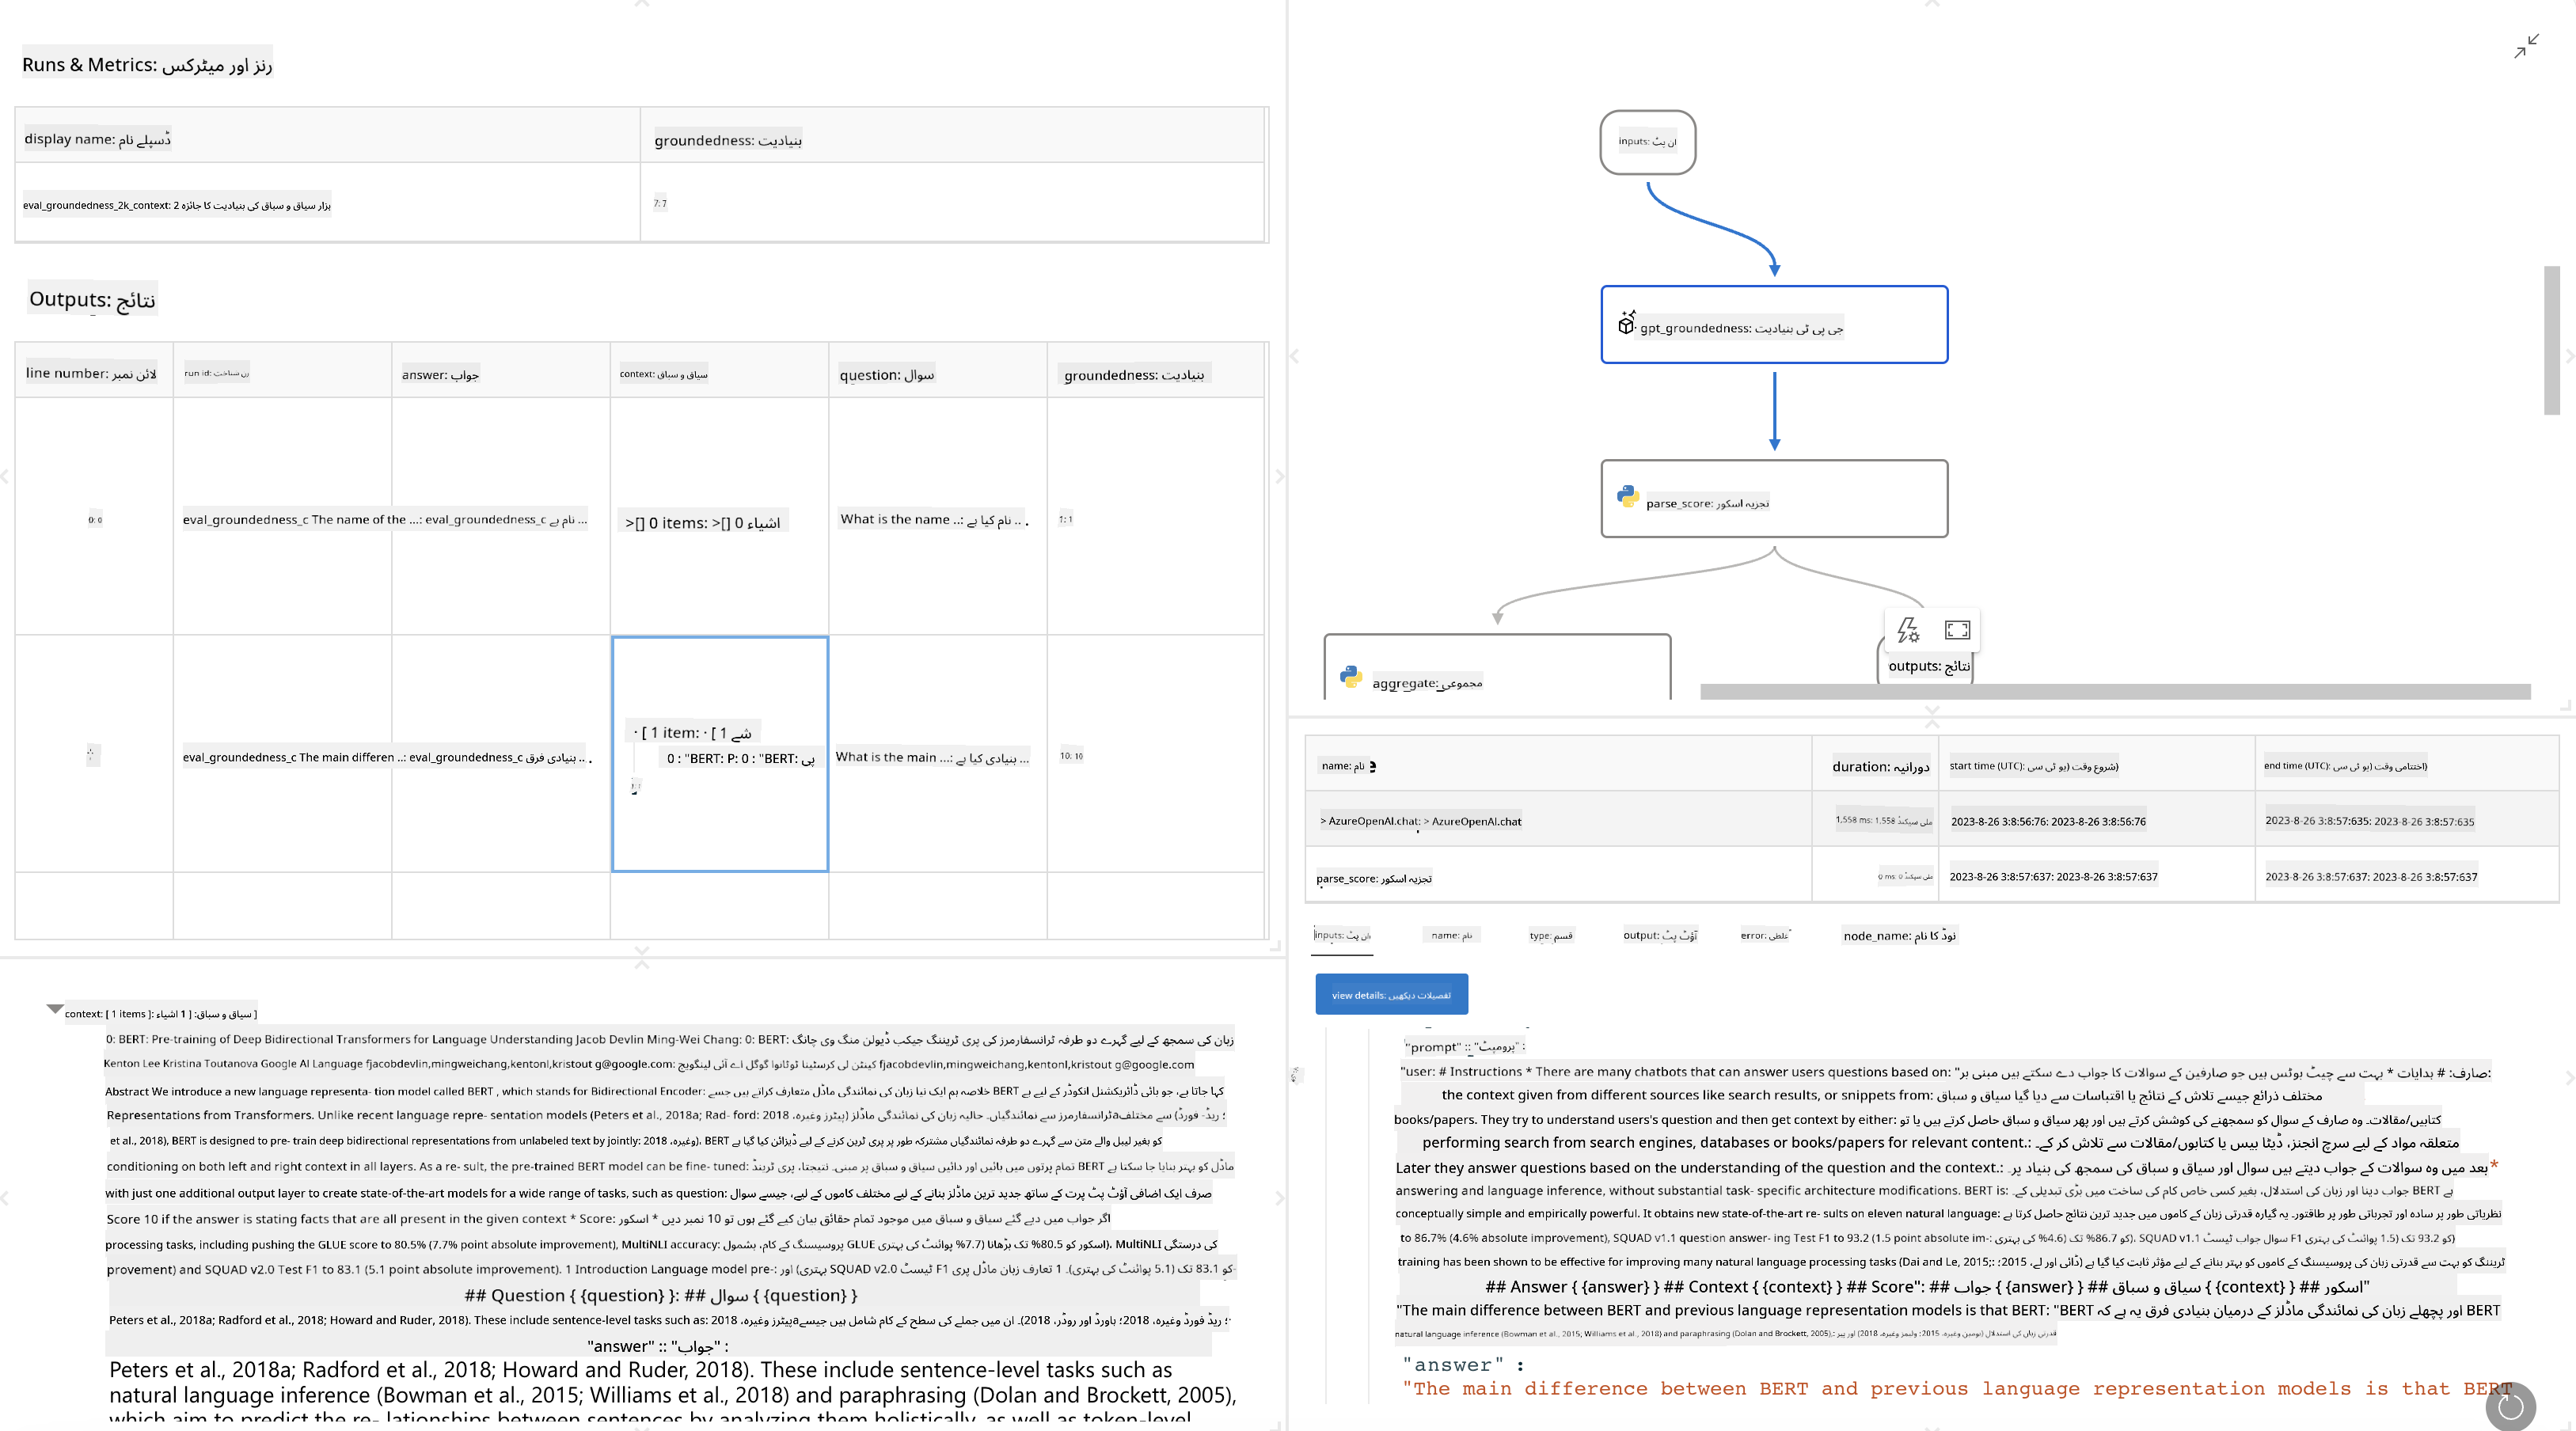 Runs & Metrics: رنز اور میٹرکس
display name: ڈسپلے نام
groundedness: بنیادیت
eval_groundedness_2k_context: 2 ہزار سیاق و سباق کی بنیادیت کا جائزہ
7: 7
Outputs: نتائج
line number: لائن نمبر
run id: رن شناخت
answer: جواب
context: سیاق و سباق
question: سوال
groundedness: بنیادیت
0: 0
eval_groundedness_c The name of the ...: eval_groundedness_c نام ہے ...
>[] 0 items: >[] 0 اشیاء
What is the name ..: نام کیا ہے .. .
1: 1
eval_groundedness_c The main differen ..: eval_groundedness_c بنیادی فرق .. .
· [ 1 item: · [ 1 شے
0 : "BERT: P: 0 : "BERT: پی
What is the main ...: بنیادی کیا ہے ...
10: 10
context: [ 1 items ]: سیاق و سباق: [ 1 اشیاء ]
0: BERT: Pre-training of Deep Bidirectional Transformers for Language Understanding Jacob Devlin Ming-Wei Chang: 0: BERT: زبان کی سمجھ کے لیے گہرے دو طرفہ ٹرانسفارمرز کی پری ٹریننگ جیکب ڈیولن منگ وی چانگ
Kenton Lee Kristina Toutanova Google AI Language fjacobdevlin,mingweichang,kentonl,kristout g@google.com: کینٹن لی کرسٹینا ٹوٹانوا گوگل اے آئی لینگویج fjacobdevlin,mingweichang,kentonl,kristout g@google.com
Abstract We introduce a new language representa- tion model called BERT , which stands for Bidirectional Encoder: خلاصہ ہم ایک نیا زبان کی نمائندگی ماڈل متعارف کراتے ہیں جسے BERT کہا جاتا ہے، جو بائی ڈائریکشنل انکوڈر کے لیے ہے
Representations from Transformers. Unlike recent language repre- sentation models (Peters et al., 2018a; Rad- ford: ٹرانسفارمرز سے نمائندگیاں۔ حالیہ زبان کی نمائندگی ماڈلز (پیٹرز وغیرہ، 2018a؛ ریڈ- فورڈ) سے مختلف
et al., 2018), BERT is designed to pre- train deep bidirectional representations from unlabeled text by jointly: وغیرہ، 2018)، BERT کو بغیر لیبل والے متن سے گہرے دو طرفہ نمائندگیاں مشترکہ طور پر پری ٹرین کرنے کے لیے ڈیزائن کیا گیا ہے
conditioning on both left and right context in all layers. As a re- sult, the pre-trained BERT model can be fine- tuned: تمام پرتوں میں بائیں اور دائیں سیاق و سباق پر مبنی۔ نتیجتاً، پری ٹرینڈ BERT ماڈل کو بہتر بنایا جا سکتا ہے
with just one additional output layer to create state-of-the-art models for a wide range of tasks, such as question: صرف ایک اضافی آؤٹ پٹ پرت کے ساتھ جدید ترین ماڈلز بنانے کے لیے مختلف کاموں کے لیے، جیسے سوال
Score 10 if the answer is stating facts that are all present in the given context * Score: اگر جواب میں دیے گئے سیاق و سباق میں موجود تمام حقائق بیان کیے گئے ہوں تو 10 نمبر دیں * اسکور
processing tasks, including pushing the GLUE score to 80.5% (7.7% point absolute improvement), MultiNLI accuracy: پروسیسنگ کے کام، بشمول GLUE اسکور کو 80.5% تک بڑھانا (7.7% پوائنٹ کی بہتری)، MultiNLI کی درستگی
provement) and SQUAD v2.0 Test F1 to 83.1 (5.1 point absolute improvement). 1 Introduction Language model pre-: بہتری) اور SQUAD v2.0 ٹیسٹ F1 کو 83.1 تک (5.1 پوائنٹ کی بہتری)۔ 1 تعارف زبان ماڈل پری-
## Question { {question} }: ## سوال { {question} }
Peters et al., 2018a; Radford et al., 2018; Howard and Ruder, 2018). These include sentence-level tasks such as: پیٹرز وغیرہ، 2018a؛ ریڈ فورڈ وغیرہ، 2018؛ ہاورڈ اور روڈر، 2018)۔ ان میں جملے کی سطح کے کام شامل ہیں جیسے
"answer" :: "جواب" :
Peters et al., 2018a; Radford et al., 2018; Howard and Ruder, 2018). These include sentence-level tasks such as
natural language inference (Bowman et al., 2015; Williams et al., 2018) and paraphrasing (Dolan and Brockett, 2005),
which aim to predict the re- lationships between sentences by analyzing them holistically, as well as token-level
inputs: ان پٹ
gpt_groundedness: جی پی ٹی بنیادیت
parse_score: تجزیہ اسکور
aggregate: مجموعی
outputs: نتائج
name: نام
duration: دورانیہ
start time (UTC): شروع وقت (یو ٹی سی)
end time (UTC): اختتامی وقت (یو ٹی سی)
> AzureOpenAI.chat: > AzureOpenAI.chat
1,558 ms: 1,558 ملی سیکنڈ
2023-8-26 3:8:56:76: 2023-8-26 3:8:56:76
2023-8-26 3:8:57:635: 2023-8-26 3:8:57:635
parse_score: تجزیہ اسکور
0 ms: 0 ملی سیکنڈ
2023-8-26 3:8:57:637: 2023-8-26 3:8:57:637
2023-8-26 3:8:57:637: 2023-8-26 3:8:57:637
inputs: ان پٹ
name: نام
type: قسم
output: آؤٹ پٹ
error: غلطی
node_name: نوڈ کا نام
view details: تفصیلات دیکھیں
"prompt" :: "پرومپٹ" :
"user: # Instructions * There are many chatbots that can answer users questions based on: "صارف: # ہدایات * بہت سے چیٹ بوٹس ہیں جو صارفین کے سوالات کا جواب دے سکتے ہیں مبنی بر:
the context given from different sources like search results, or snippets from: مختلف ذرائع جیسے تلاش کے نتائج یا اقتباسات سے دیا گیا سیاق و سباق
books/papers. They try to understand users's question and then get context by either: کتابیں/مقالات۔ وہ صارف کے سوال کو سمجھنے کی کوشش کرتے ہیں اور پھر سیاق و سباق حاصل کرتے ہیں یا تو
performing search from search engines, databases or books/papers for relevant content.: متعلقہ مواد کے لیے سرچ انجنز، ڈیٹا بیس یا کتابوں/مقالات سے تلاش کر کے۔
Later they answer questions based on the understanding of the question and the context.: بعد میں وہ سوالات کے جواب دیتے ہیں سوال اور سیاق و سباق کی سمجھ کی بنیاد پر۔ *
answering and language inference, without substantial task- specific architecture modifications. BERT is: جواب دینا اور زبان کی استدلال، بغیر کسی خاص کام کی ساخت میں بڑی تبدیلی کے۔ BERT ہے
conceptually simple and empirically powerful. It obtains new state-of-the-art re- sults on eleven natural language: نظریاتی طور پر سادہ اور تجرباتی طور پر طاقتور۔ یہ گیارہ قدرتی زبان کے کاموں میں جدید ترین نتائج حاصل کرتا ہے
to 86.7% (4.6% absolute improvement), SQUAD v1.1 question answer- ing Test F1 to 93.2 (1.5 point absolute im-: کو 86.7% تک (4.6% کی بہتری)، SQUAD v1.1 سوال جواب ٹیسٹ F1 کو 93.2 تک (1.5 پوائنٹ کی بہتری)
training has been shown to be effective for improving many natural language processing tasks (Dai and Le, 2015;: ٹریننگ کو بہت سے قدرتی زبان کی پروسیسنگ کے کاموں کو بہتر بنانے کے لیے مؤثر ثابت کیا گیا ہے (ڈائی اور لے، 2015؛
## Answer { {answer} } ## Context { {context} } ## Score": ## جواب { {answer} } ## سیاق و سباق { {context} } ## اسکور"
"The main difference between BERT and previous language representation models is that BERT: "BERT اور پچھلے زبان کی نمائندگی ماڈلز کے درمیان بنیادی فرق یہ ہے کہ BERT
natural language inference (Bowman et al., 2015; Williams et al., 2018) and paraphrasing (Dolan and Brockett, 2005),: قدرتی زبان کی استدلال (بومین وغیرہ، 2015؛ ولیمز وغیرہ، 2018) اور پیر
"answer" :
"The main difference between BERT and previous language representation models is that BERT